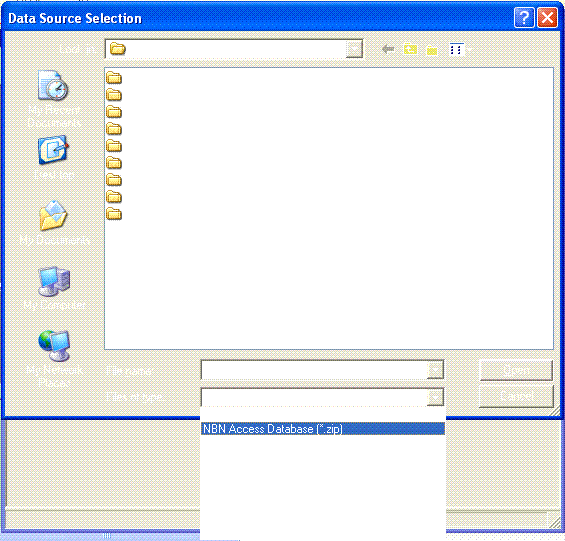 Data Source Selection
Look in:
My Recent
Documents
Desktop
My Documents
My Computer
My Network
Places
File name:
Open
Files of type:
Cancel
NBN Access Database (*.zip)